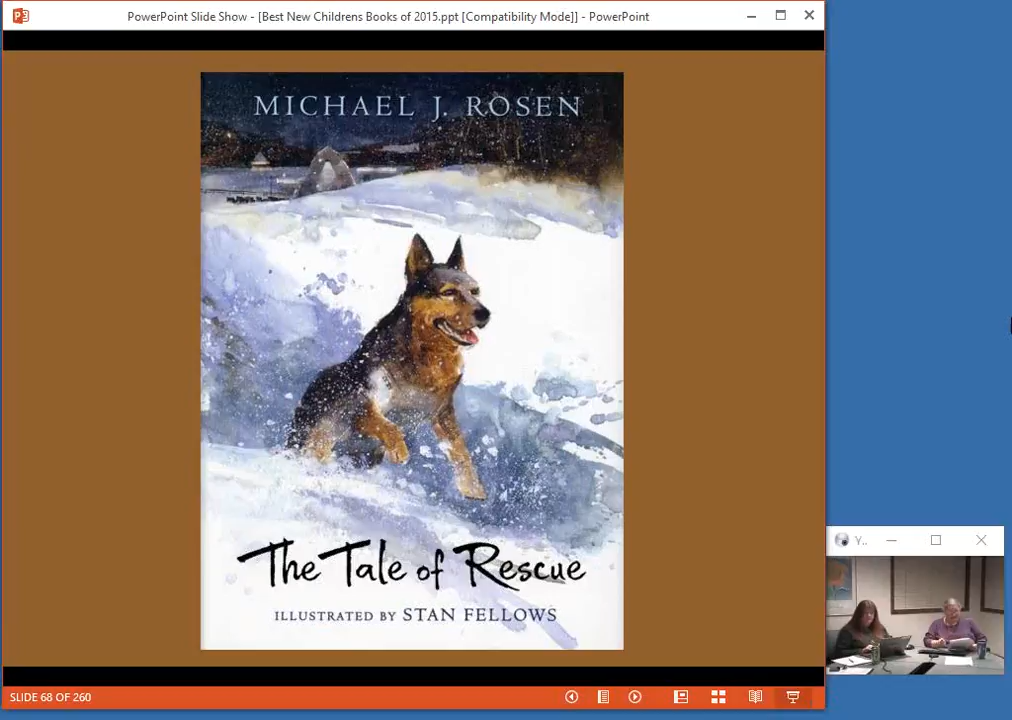 PowerPoint Slide Show - [Best New Childrens Books of 2015.ppt [Compatibility Mode]] - PowerPoint
MICHAEL J. ROSEN
The Tale of Rescue
ILLUSTRATED BY STAN FELLOWS
Y..
SLIDE 68 OF 260